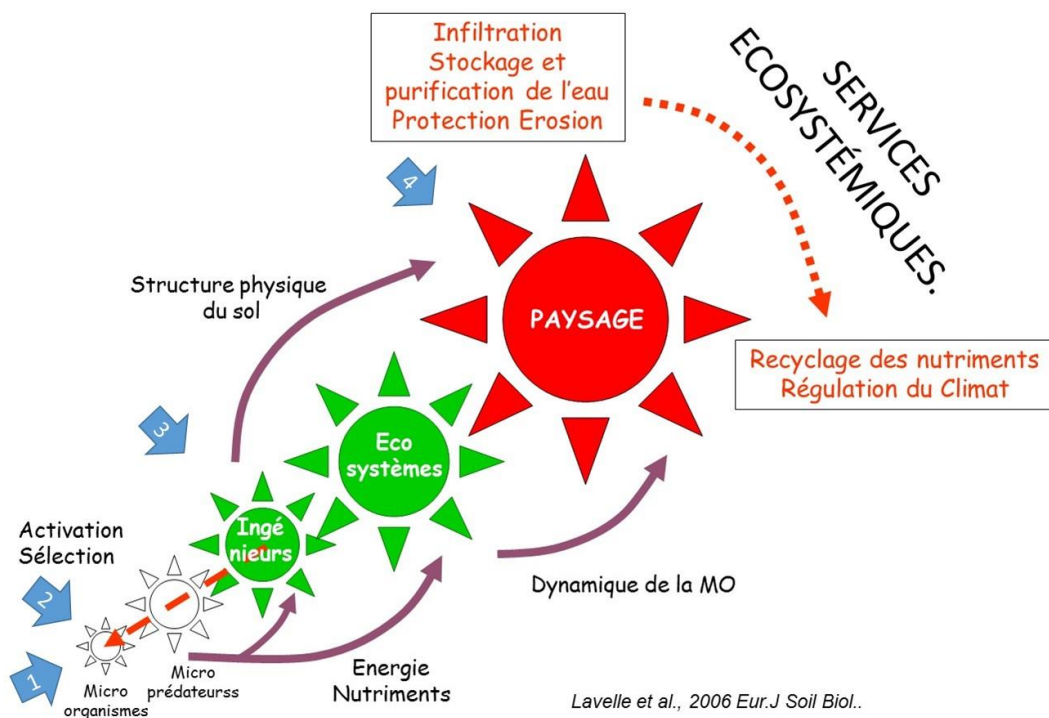 Infiltration
Stockage et
purification de l'eau
Protection Erosion
SERVICES
ECOSYSTÉMIQUES.
4
Structure physique
du sol
PAYSAGE
Recyclage des nutriments
Régulation du Climat
3
Eco
systèmes
Ingé
nieurs
Activation
Sélection
2
1
Micro
organismes
Micro
prédateurss
Energie
Nutriments
Dynamique de la MO
Lavelle et al., 2006 Eur.J Soil Biol..